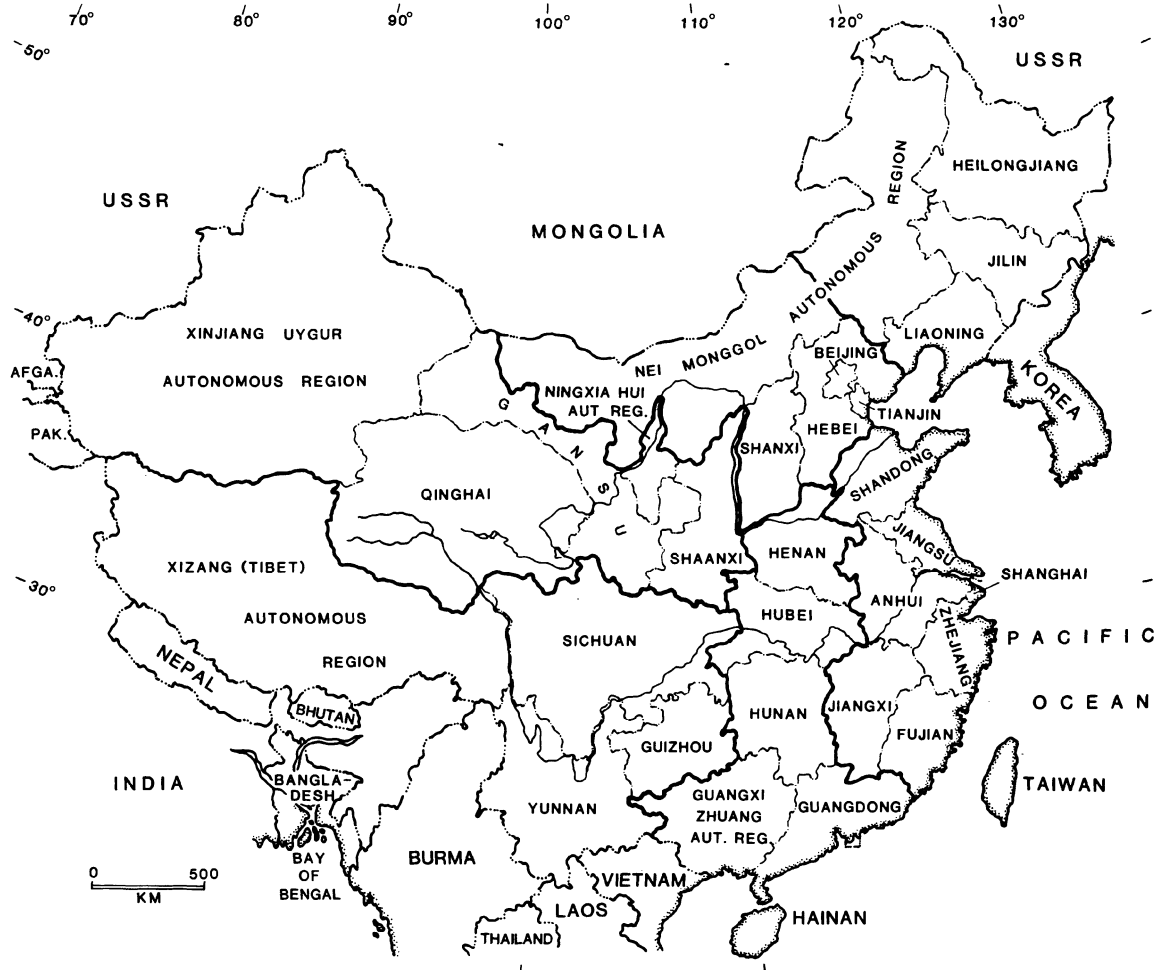 70°
80°
90°
100°
110°
120°
130°
50°
USSR
HEILONGJIANG
REGION
USSR
MONGOLIA
AUTONOMOUS
JILIN
40°
XINJIANG UYGUR
AUTONOMOUS REGION
NEI MONGGOL
LIAONING
BEIJING
AFGA.
KOREA
NINGXIA HUI
AUT REG.
GANSU
TIANJIN
PAK.
SHANXI
HEBEI
SHANDONG
QINGHAI
JIANGSU
XIZANG (TIBET)
AUTONOMOUS
REGION
SHAANXI
HENAN
SHANGHAI
30°
ANHUI
HUBEI
ZHEJIANG
SICHUAN
PACIFIC
OCEAN
NEPAL
BHUTAN
HUNAN
JIANGXI
FUJIAN
GUIZHOU
INDIA
BANGLA-
DESH
YUNNAN
GUANGXI
ZHUANG
AUT. REG.
GUANGDONG
TAIWAN
BAY
OF
BENGAL
BURMA
VIETNAM
LAOS
THAILAND
HAINAN
0 500
KM